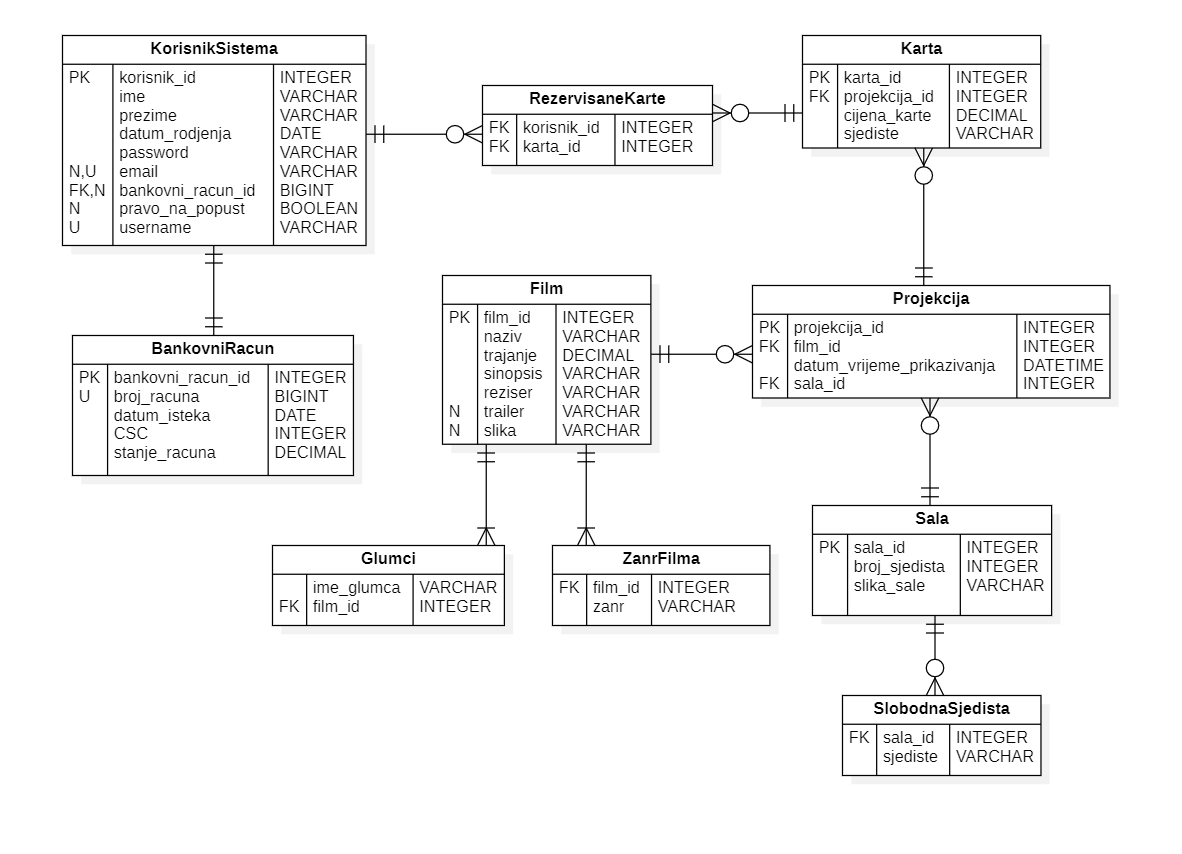 KorisnikSistema
PK korisnik_id INTEGER
ime VARCHAR
prezime VARCHAR
datum_rodjenja DATE
password VARCHAR
N,U email VARCHAR
FK,N bankovni_racun_id BIGINT
N pravo_na_popust BOOLEAN
U username VARCHAR
RezervisaneKarte
FK korisnik_id INTEGER
FK karta_id INTEGER
Karta
PK karta_id INTEGER
FK projekcija_id INTEGER
cijena_karte DECIMAL
sjediste VARCHAR
BankovniRacun
PK bankovni_racun_id INTEGER
U broj_racuna BIGINT
datum_isteka DATE
CSC INTEGER
stanje_racuna DECIMAL
Film
PK film_id INTEGER
naziv VARCHAR
trajanje DECIMAL
sinopsis VARCHAR
reziser VARCHAR
N trailer VARCHAR
N slika VARCHAR
Projekcija
PK projekcija_id INTEGER
FK film_id INTEGER
datum_vrijeme_prikazivanja DATETIME
FK sala_id INTEGER
Glumci
ime_glumca VARCHAR
FK film_id INTEGER
ZanrFilma
FK film_id INTEGER
zanr VARCHAR
Sala
PK sala_id INTEGER
broj_sjedista INTEGER
slika_sale VARCHAR
SlobodnaSjedista
FK sala_id INTEGER
sjediste VARCHAR